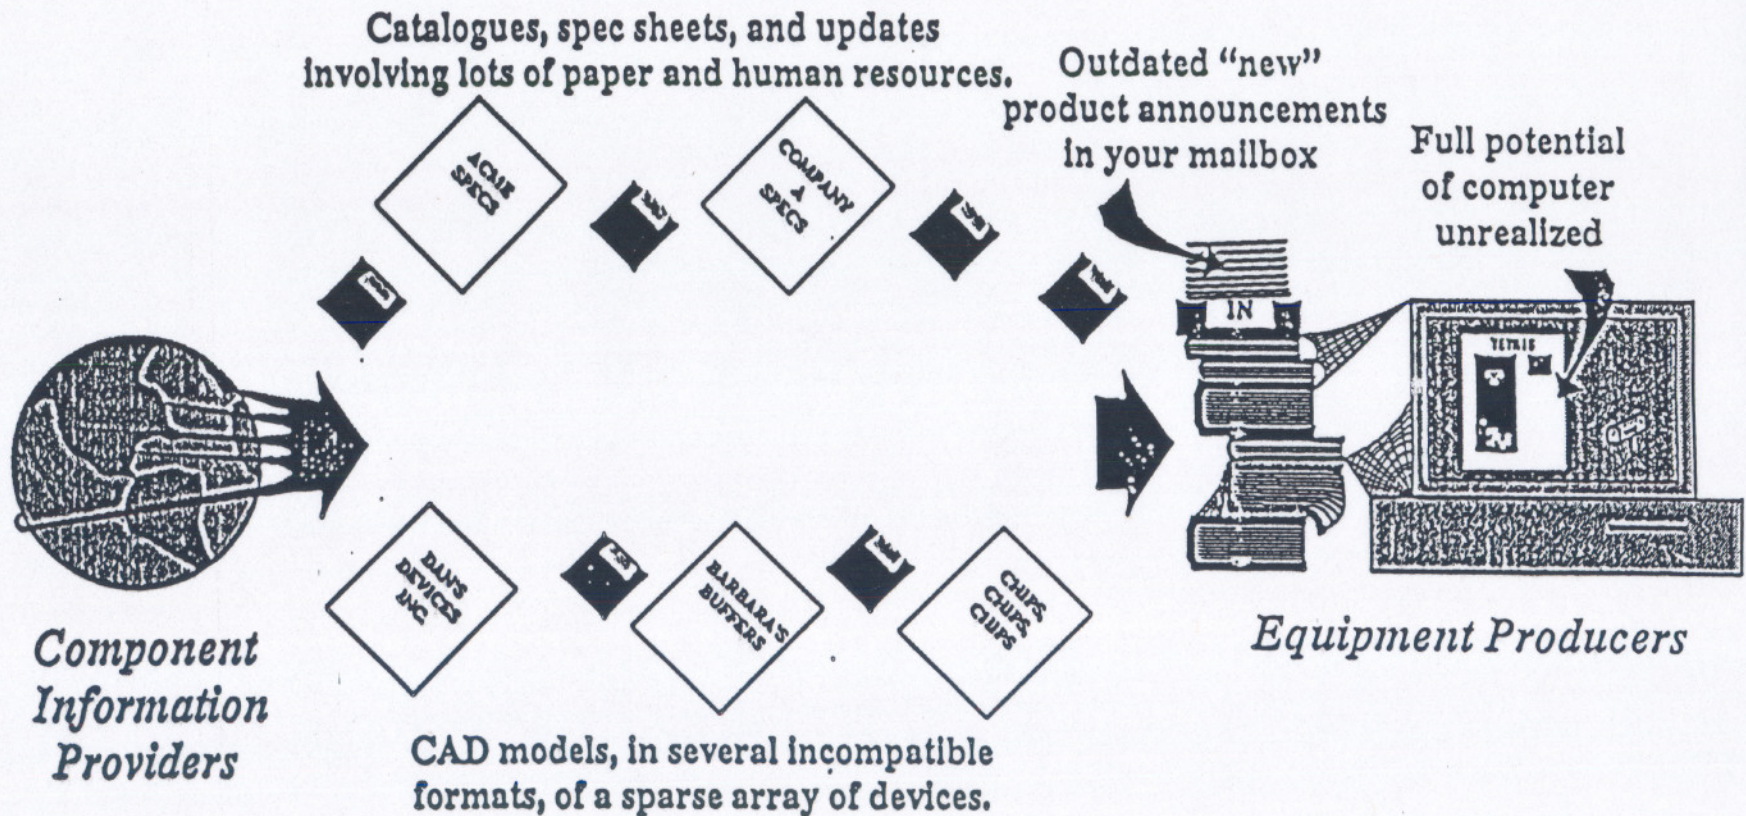 Catalogues, spec sheets, and updates
involving lots of paper and human resources.
Outdated “new”
product announcements
in your mailbox
Full potential
of computer
unrealized
ACME
SPECS
COMPANY
A
SPECS
IN
TETRIS
DAN'S
DEVICES
INC.
BARBARA'S
BUFFERS
CHIPS,
CHIPS,
CHIPS
Component
Information
Providers
Equipment Producers
CAD models, in several incompatible
formats, of a sparse array of devices.